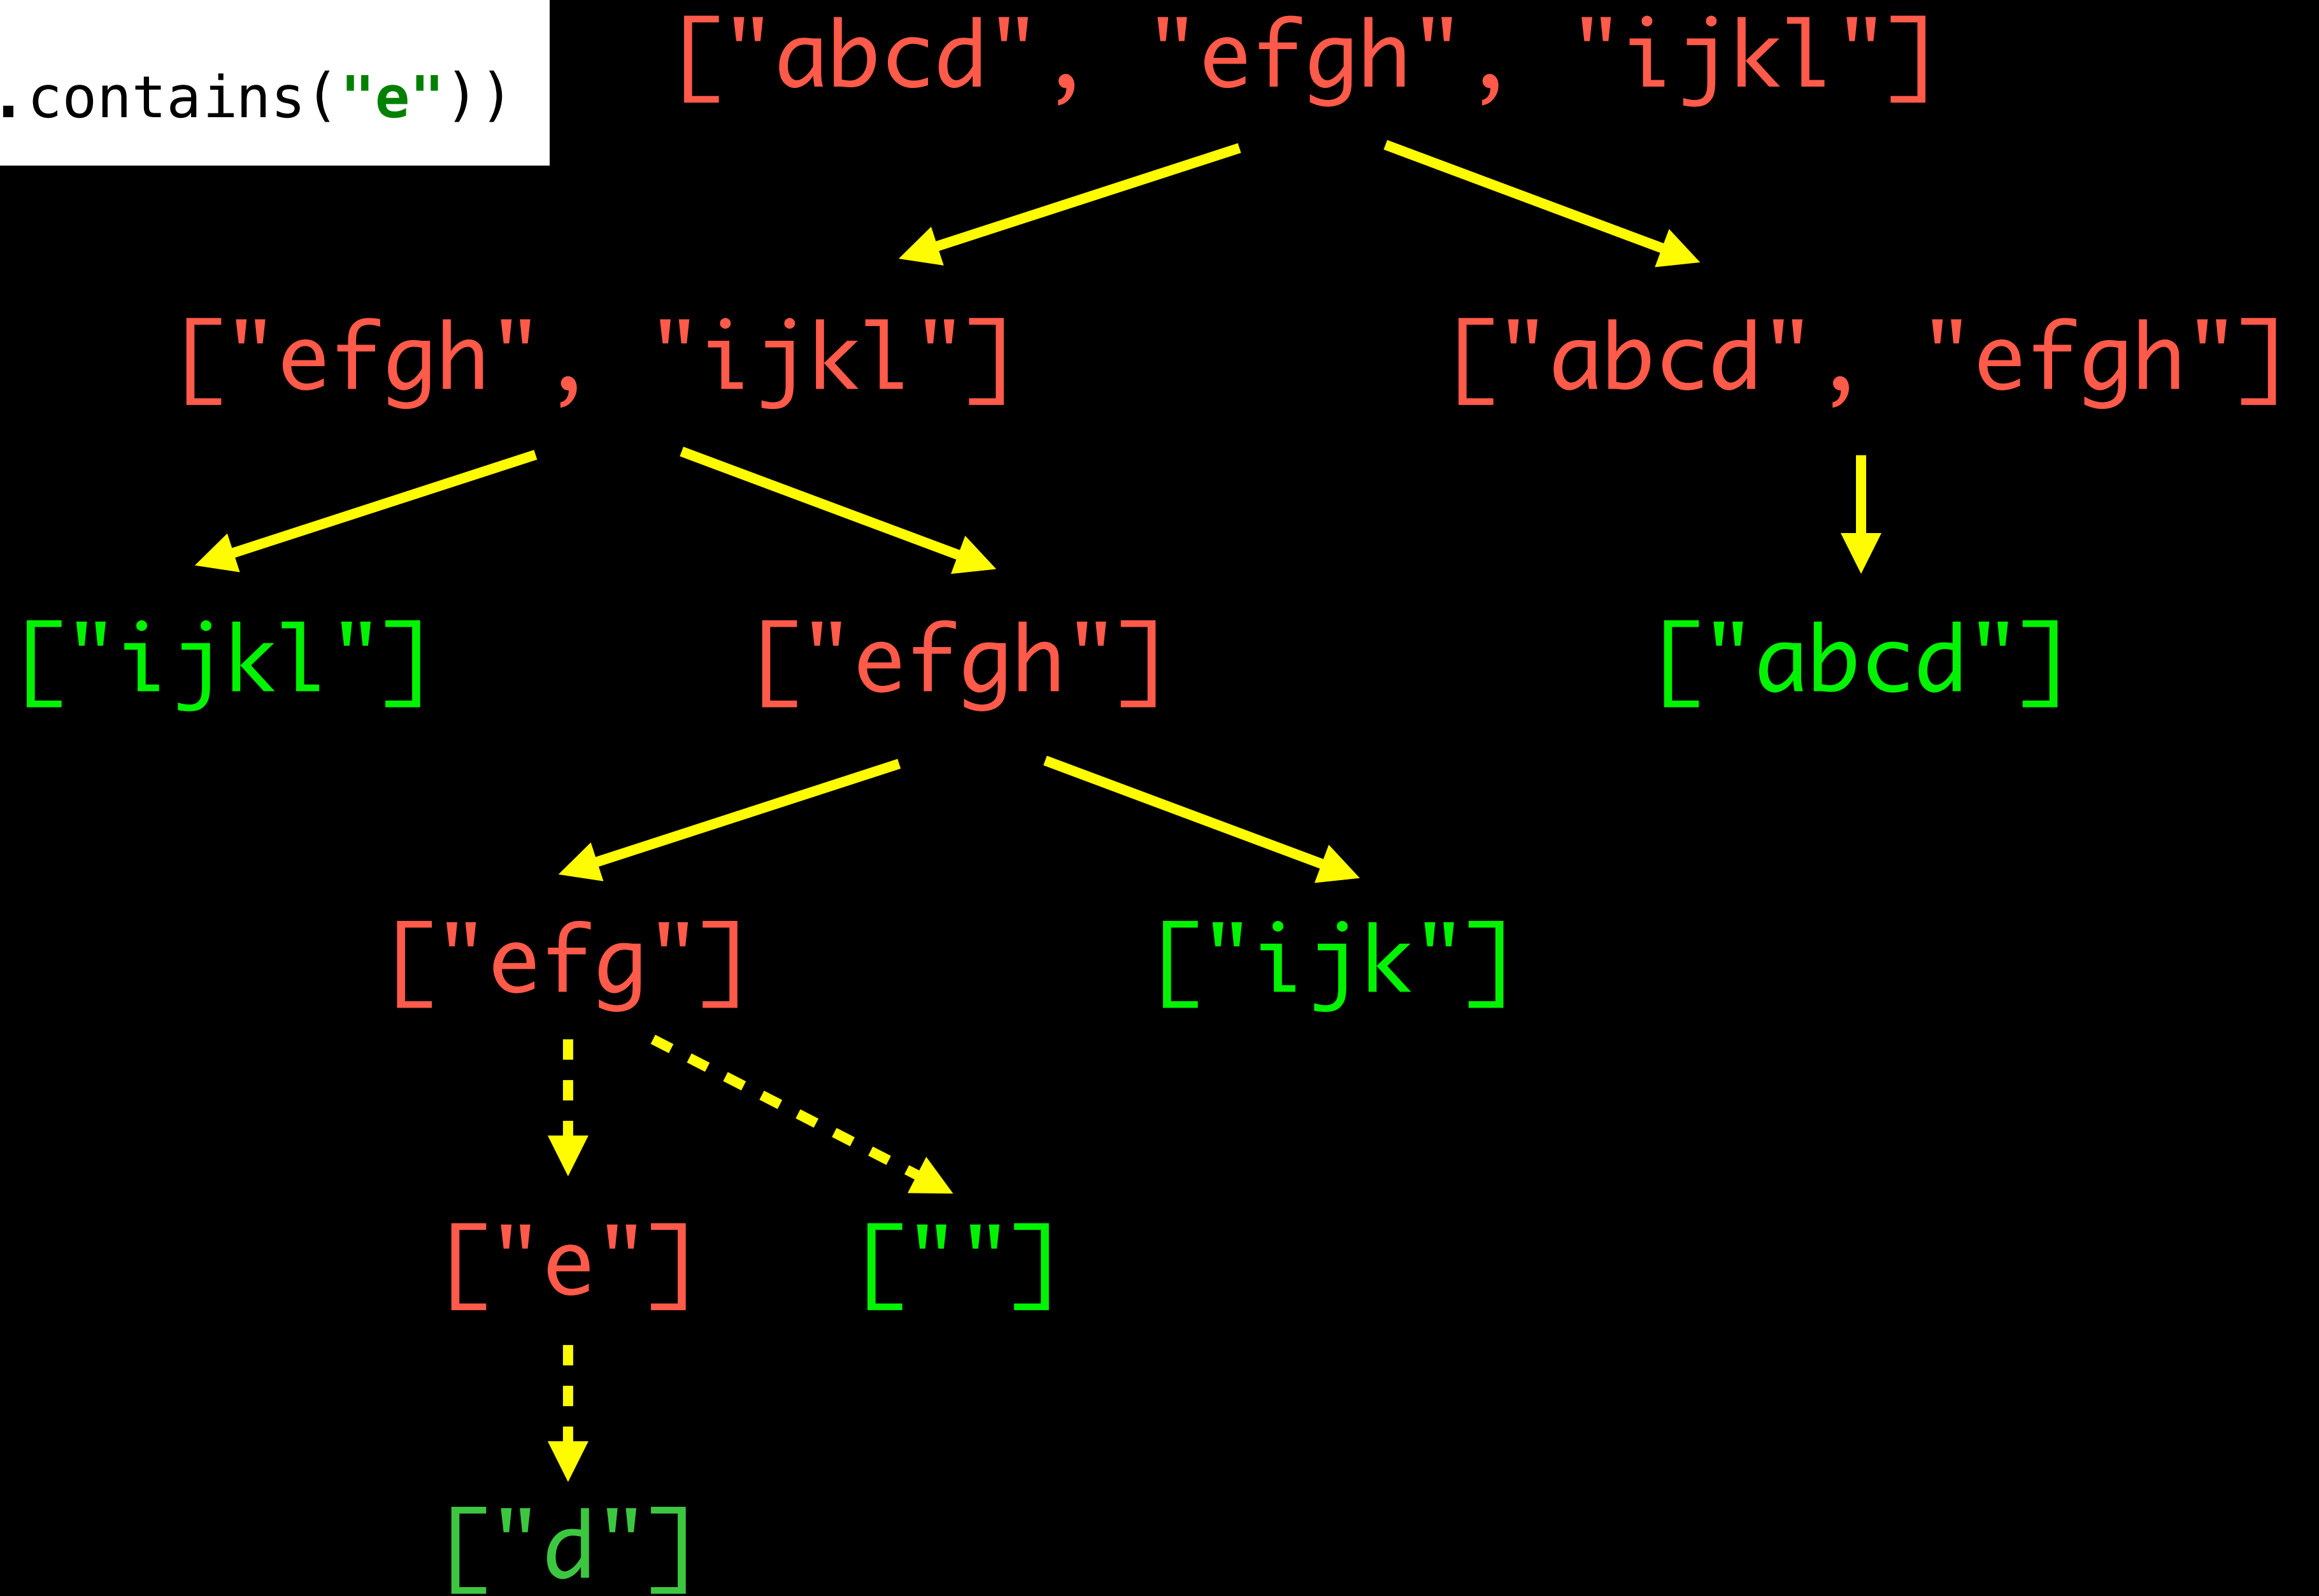 .contains("e"))
["abcd", "efgh", "ijkl"]
["efgh", "ijkl"]
["abcd", "efgh"]
["ijkl"]
["efgh"]
["abcd"]
["efg"]
["ijk"]
["e"]
[""]
["d"]